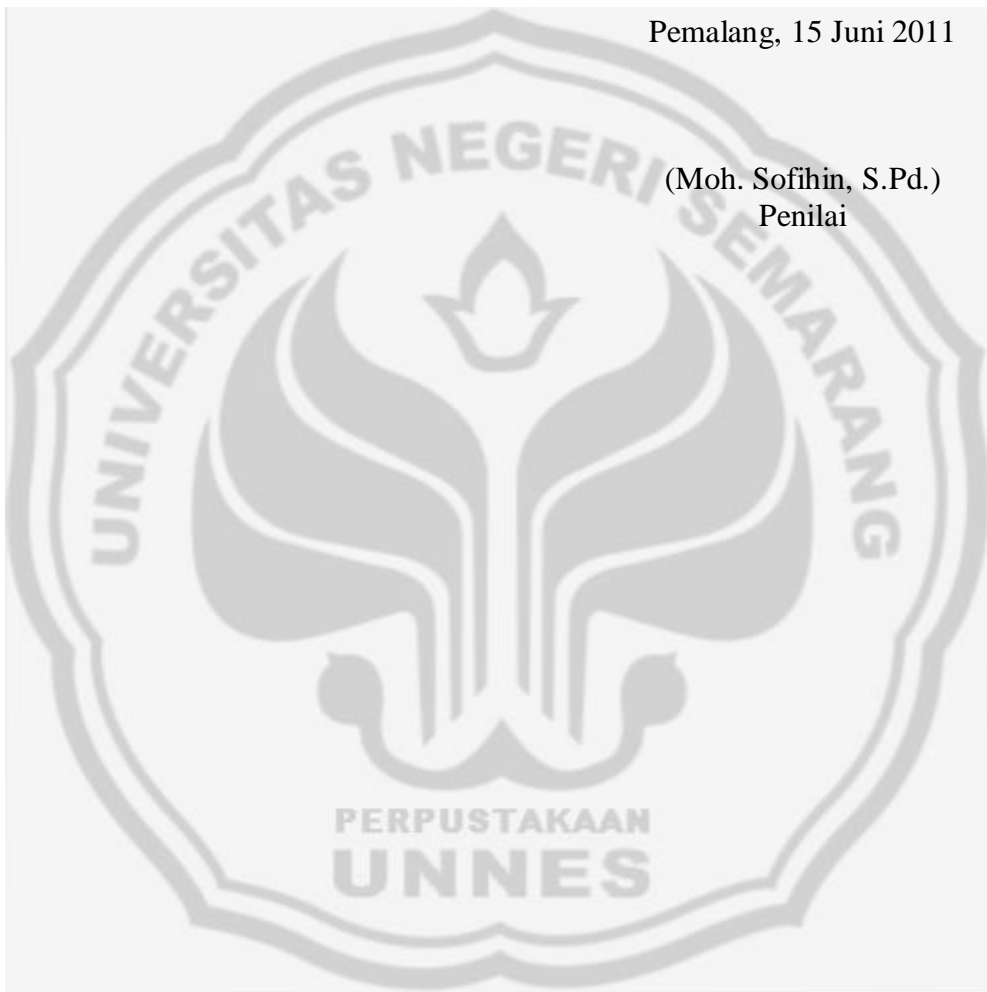 Pemalang, 15 Juni 2011
(Moh. Sofihin, S.Pd.)
Penilai
UNIVERSITAS NEGERI SEMARANG
PERPUSTAKAAN
UNNES